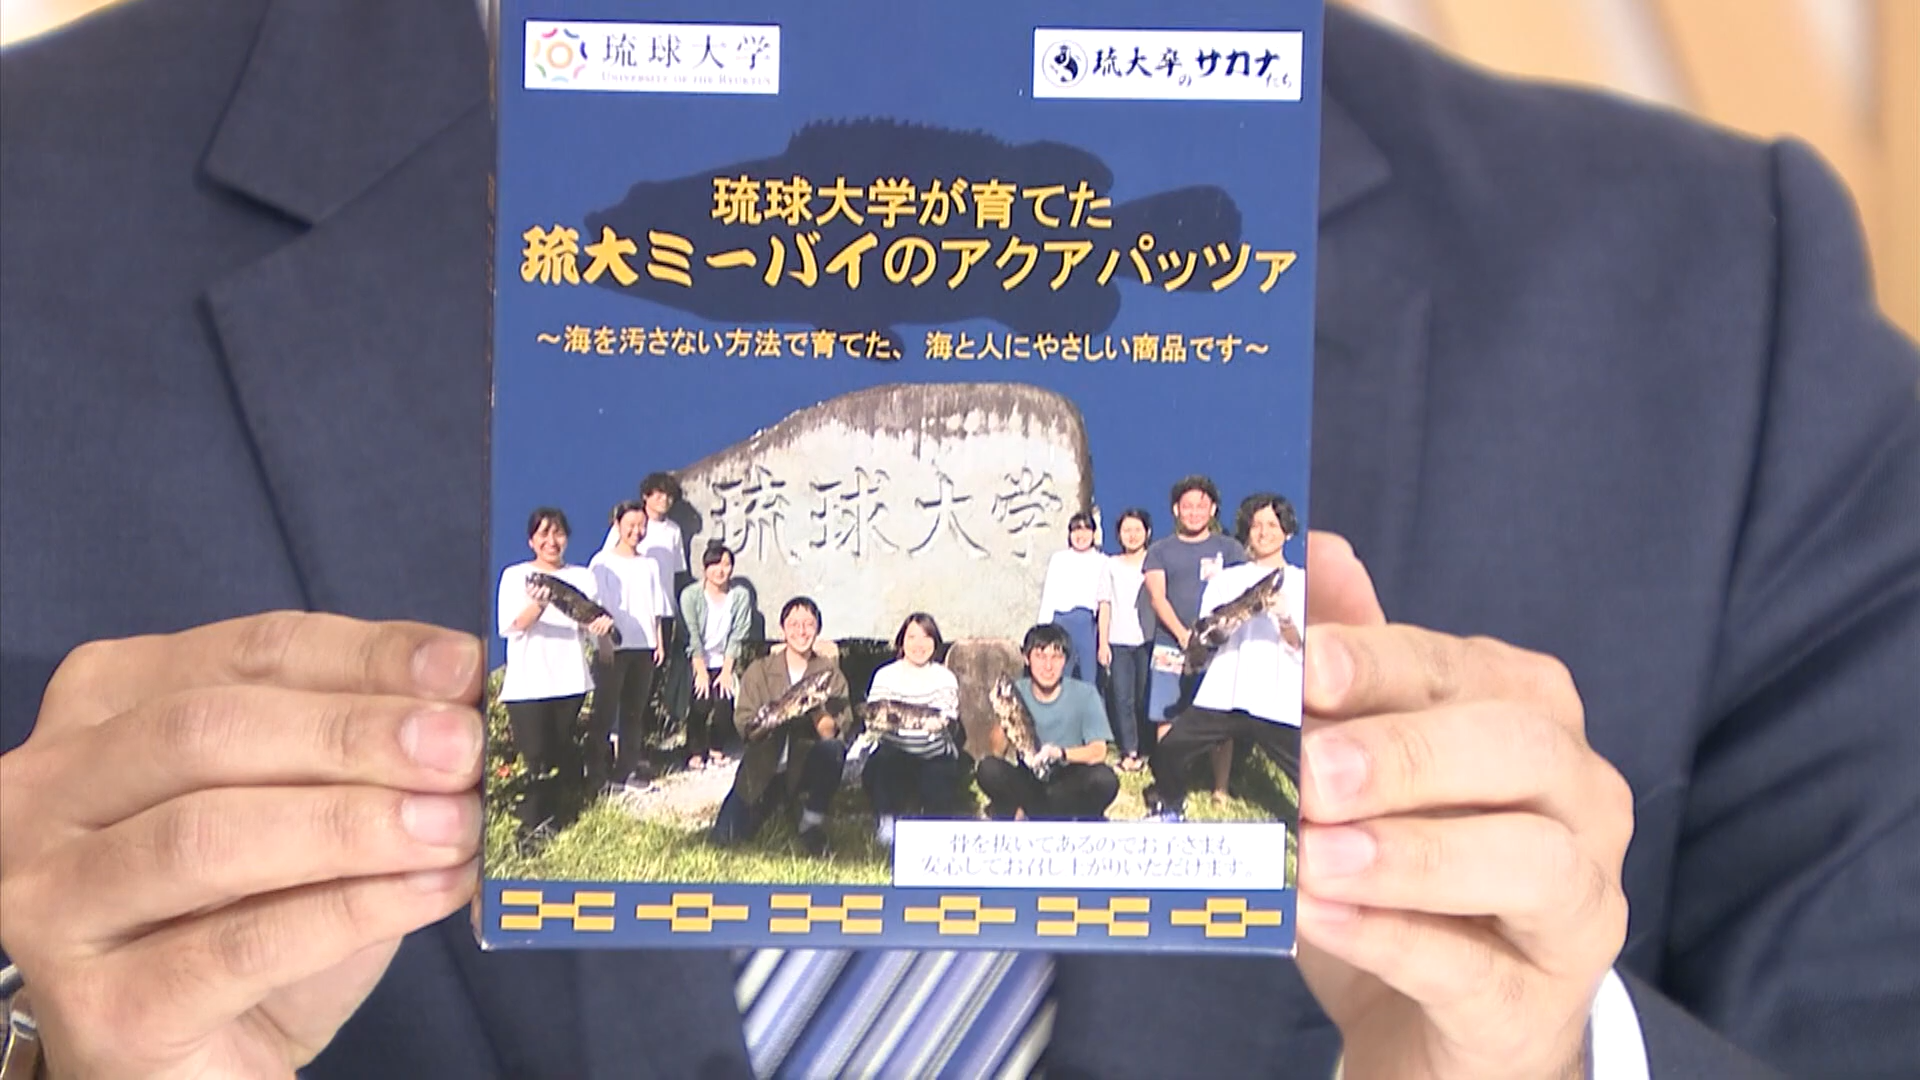 琉球大学
UNIVERSITY OF THE RYUKYUS
琉大卒のサカナたち
琉球大学が育てた
琉大ミーバイのアクアパッツァ
～海を汚さない方法で育てた、海と人にやさしい商品です～
琉球大学
骨を抜いてあるのでお子さまも
安心してお召し上がりいただけます。